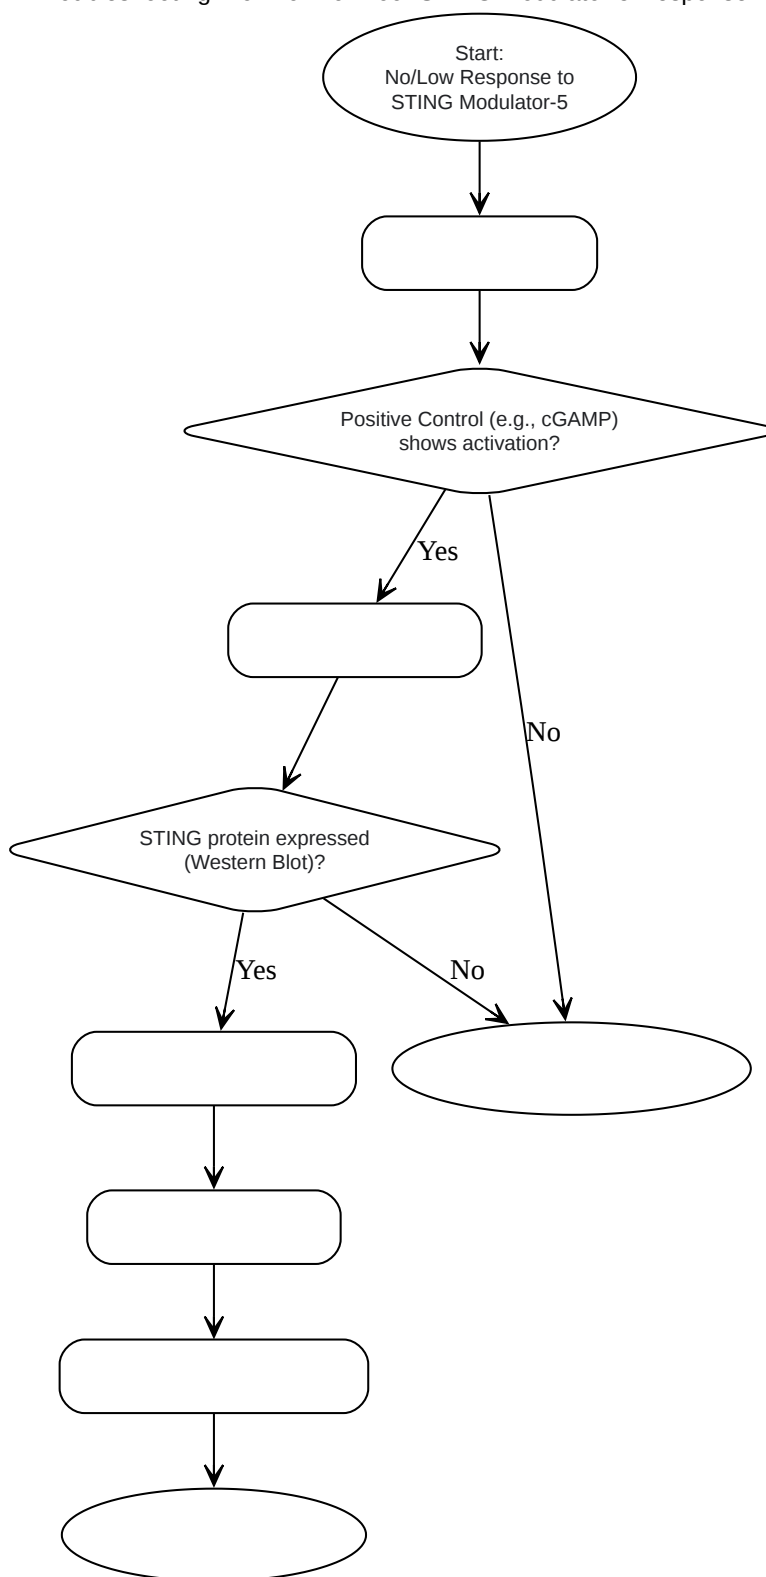 Start:
No/Low Response to
STING Modulator-5
Positive Control (e.g., cGAMP)
shows activation?
Yes
No
STING protein expressed
(Western Blot)?
Yes
No